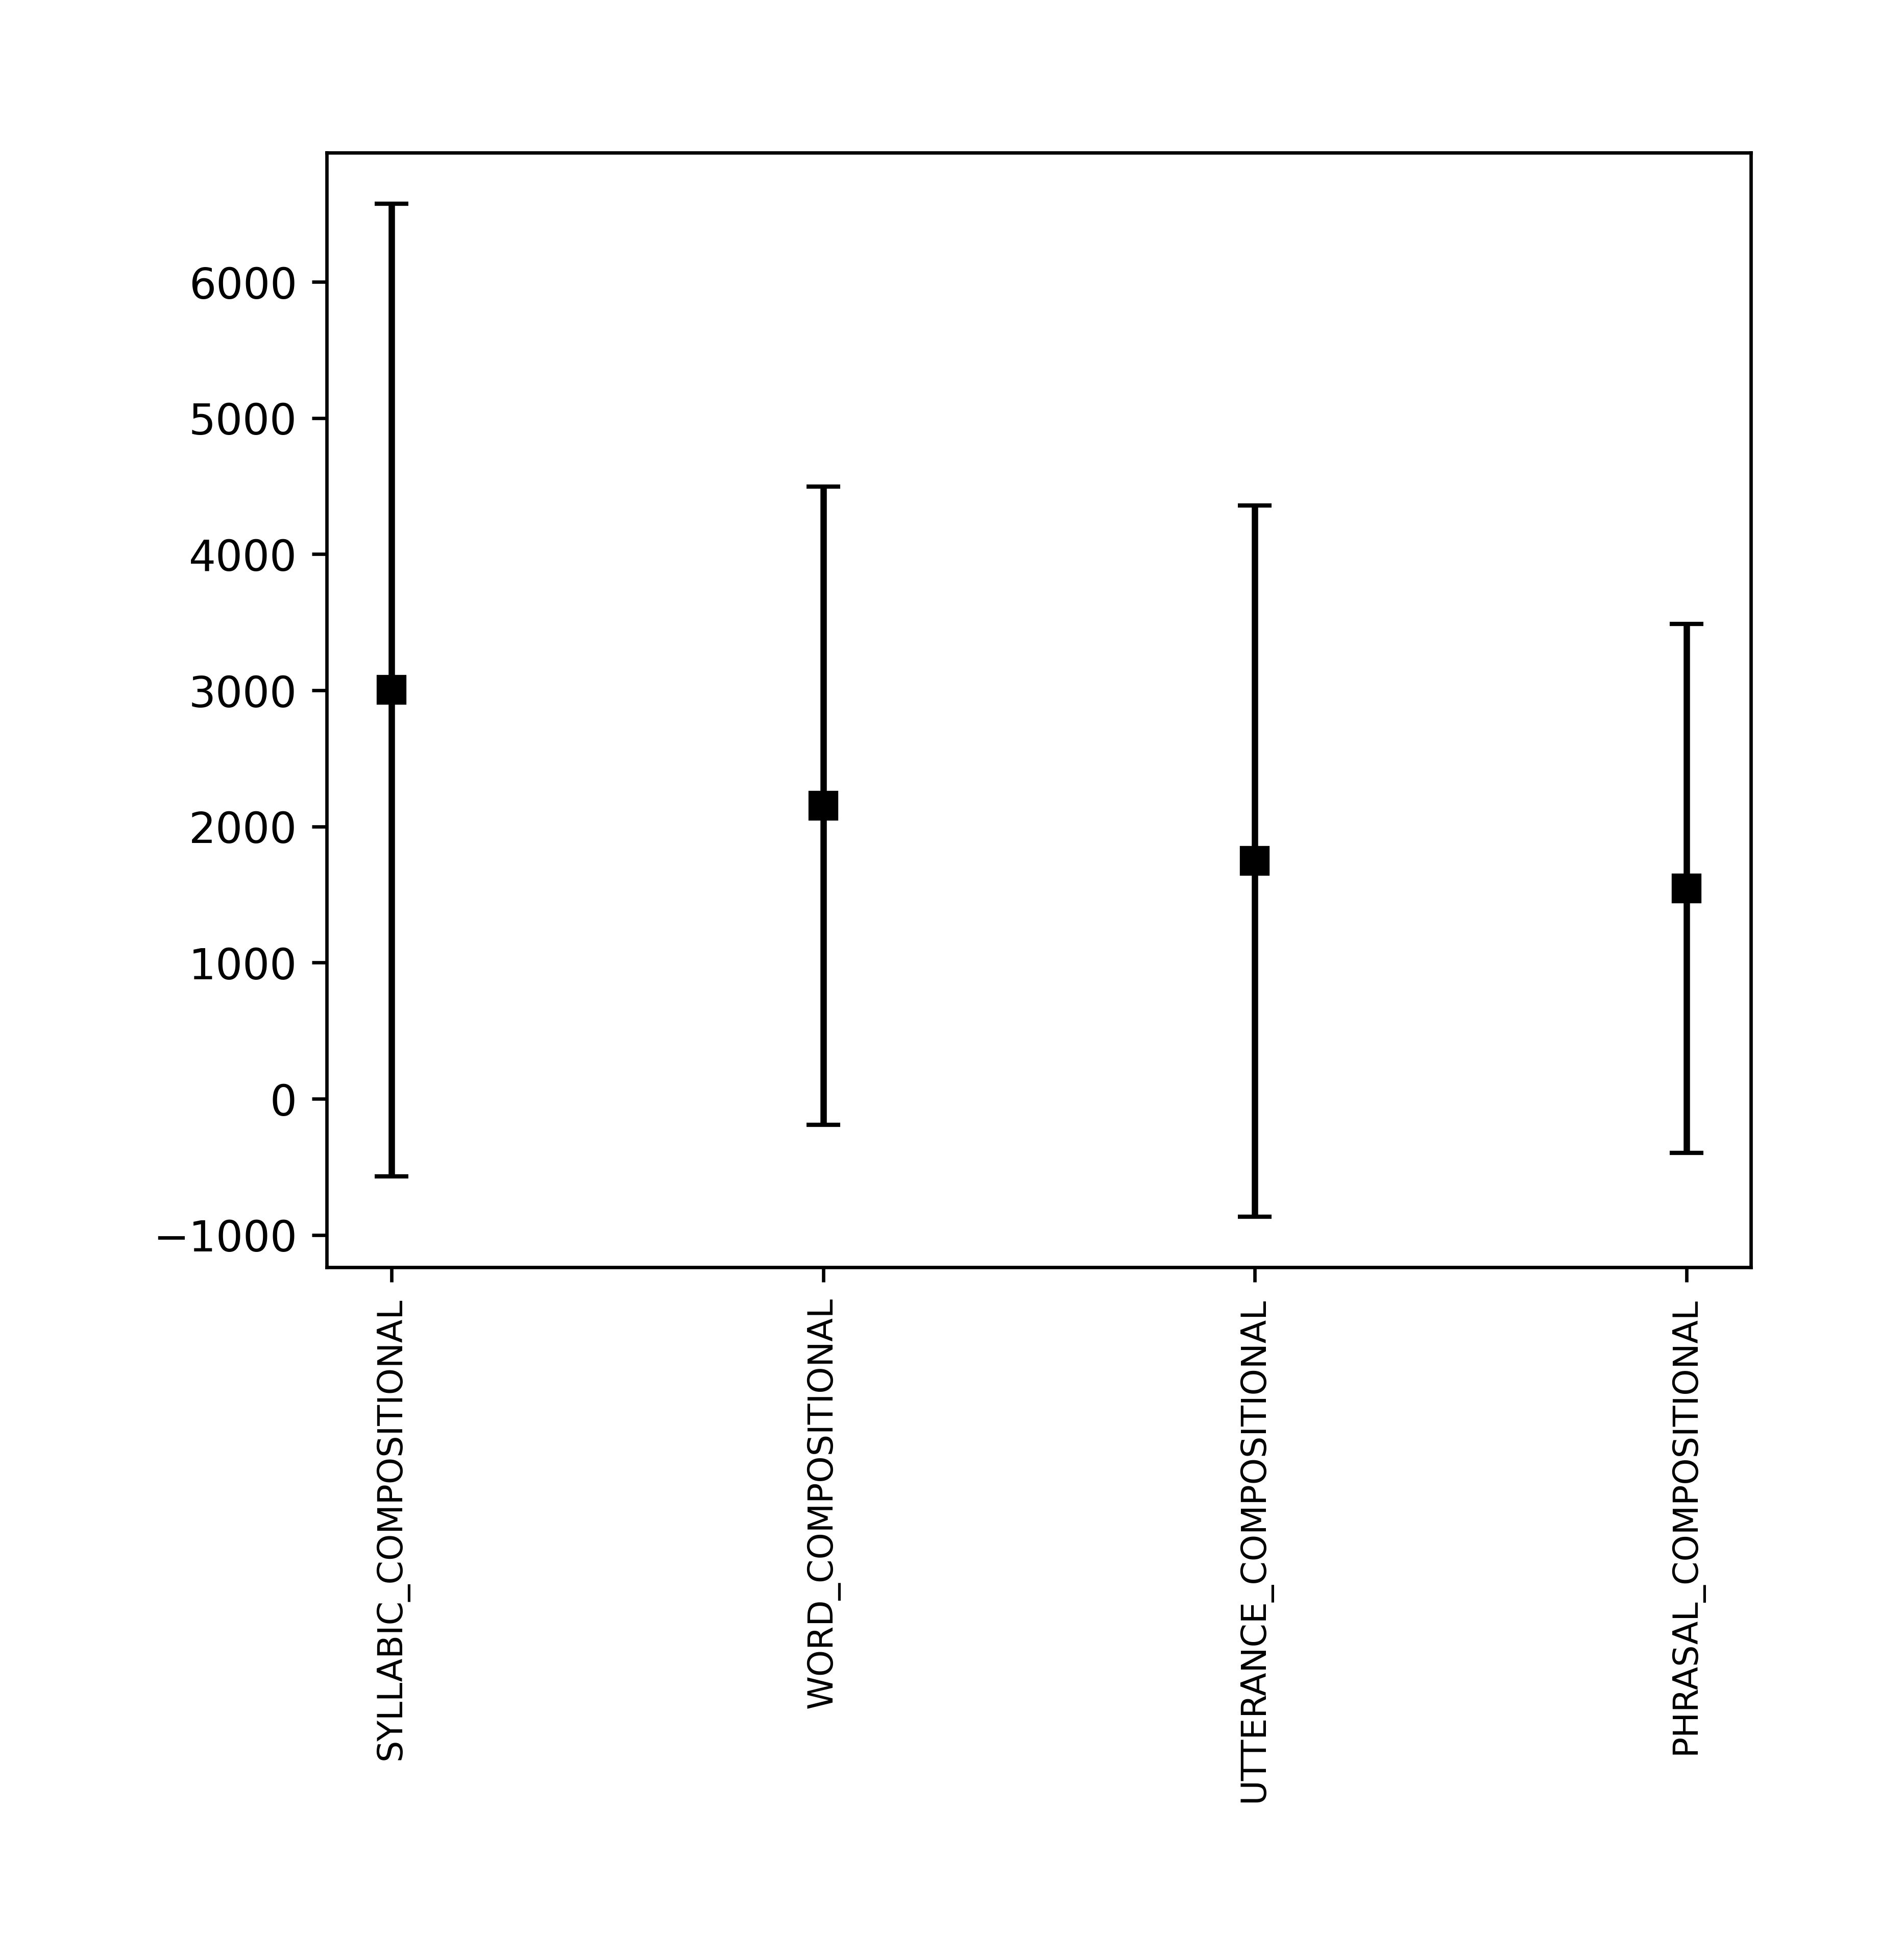 6000
5000
4000
3000
2000
1000
0
−1000
SYLLABIC_COMPOSITIONAL
WORD_COMPOSITIONAL
UTTERANCE_COMPOSITIONAL
PHRASAL_COMPOSITIONAL